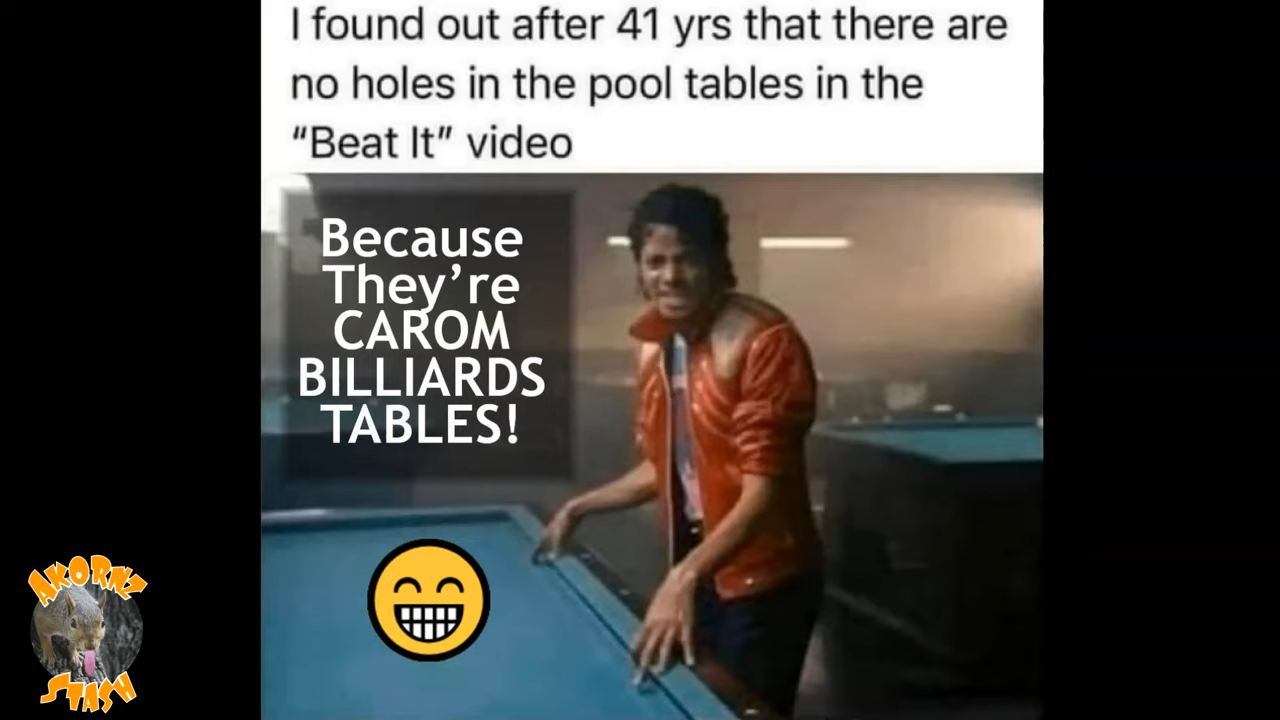 I found out after 41 yrs that there are
no holes in the pool tables in the
“Beat It” video
Because
They’re
CAROM
BILLIARDS
TABLES!
AKORNZ
STASH